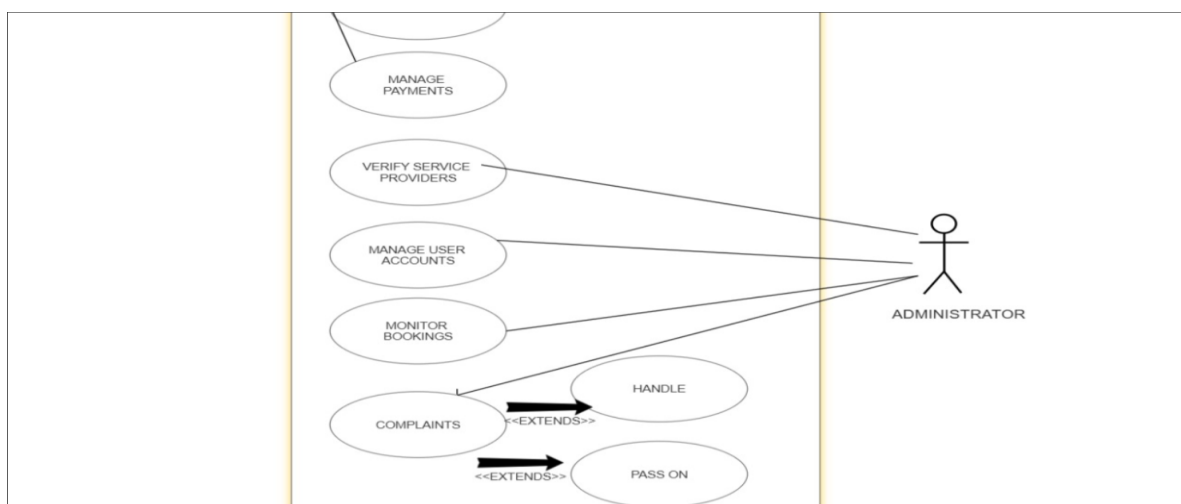 MANAGE
PAYMENTS
VERIFY SERVICE
PROVIDERS
MANAGE USER
ACCOUNTS
ADMINISTRATOR
MONITOR
BOOKINGS
HANDLE
COMPLAINTS
<<EXTENDS>>
<<EXTENDS>>
PASS ON